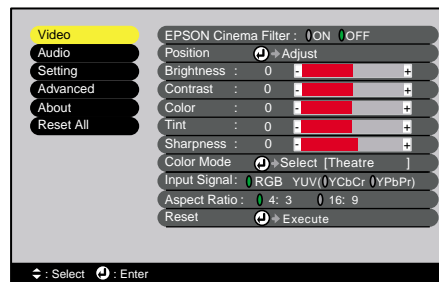 Video
Audio
Setting
Advanced
About
Reset All
EPSON Cinema Filter : ON OFF
Position Adjust
Brightness : 0 - +
Contrast : 0 - +
Color : 0 - +
Tint : 0 - +
Sharpness : 0 - +
Color Mode Select [Theatre ]
Input Signal : RGB YUV( YCbCr YPbPr)
Aspect Ratio : 4: 3 16: 9
Reset Execute
: Select : Enter